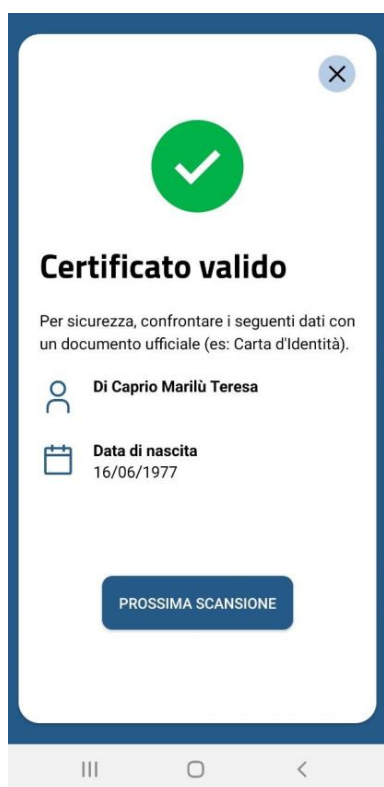 Certificato valido
Per sicurezza, confrontare i seguenti dati con
un documento ufficiale (es: Carta d'Identità).
Di Caprio Marilù Teresa
Data di nascita
16/06/1977
PROSSIMA SCANSIONE